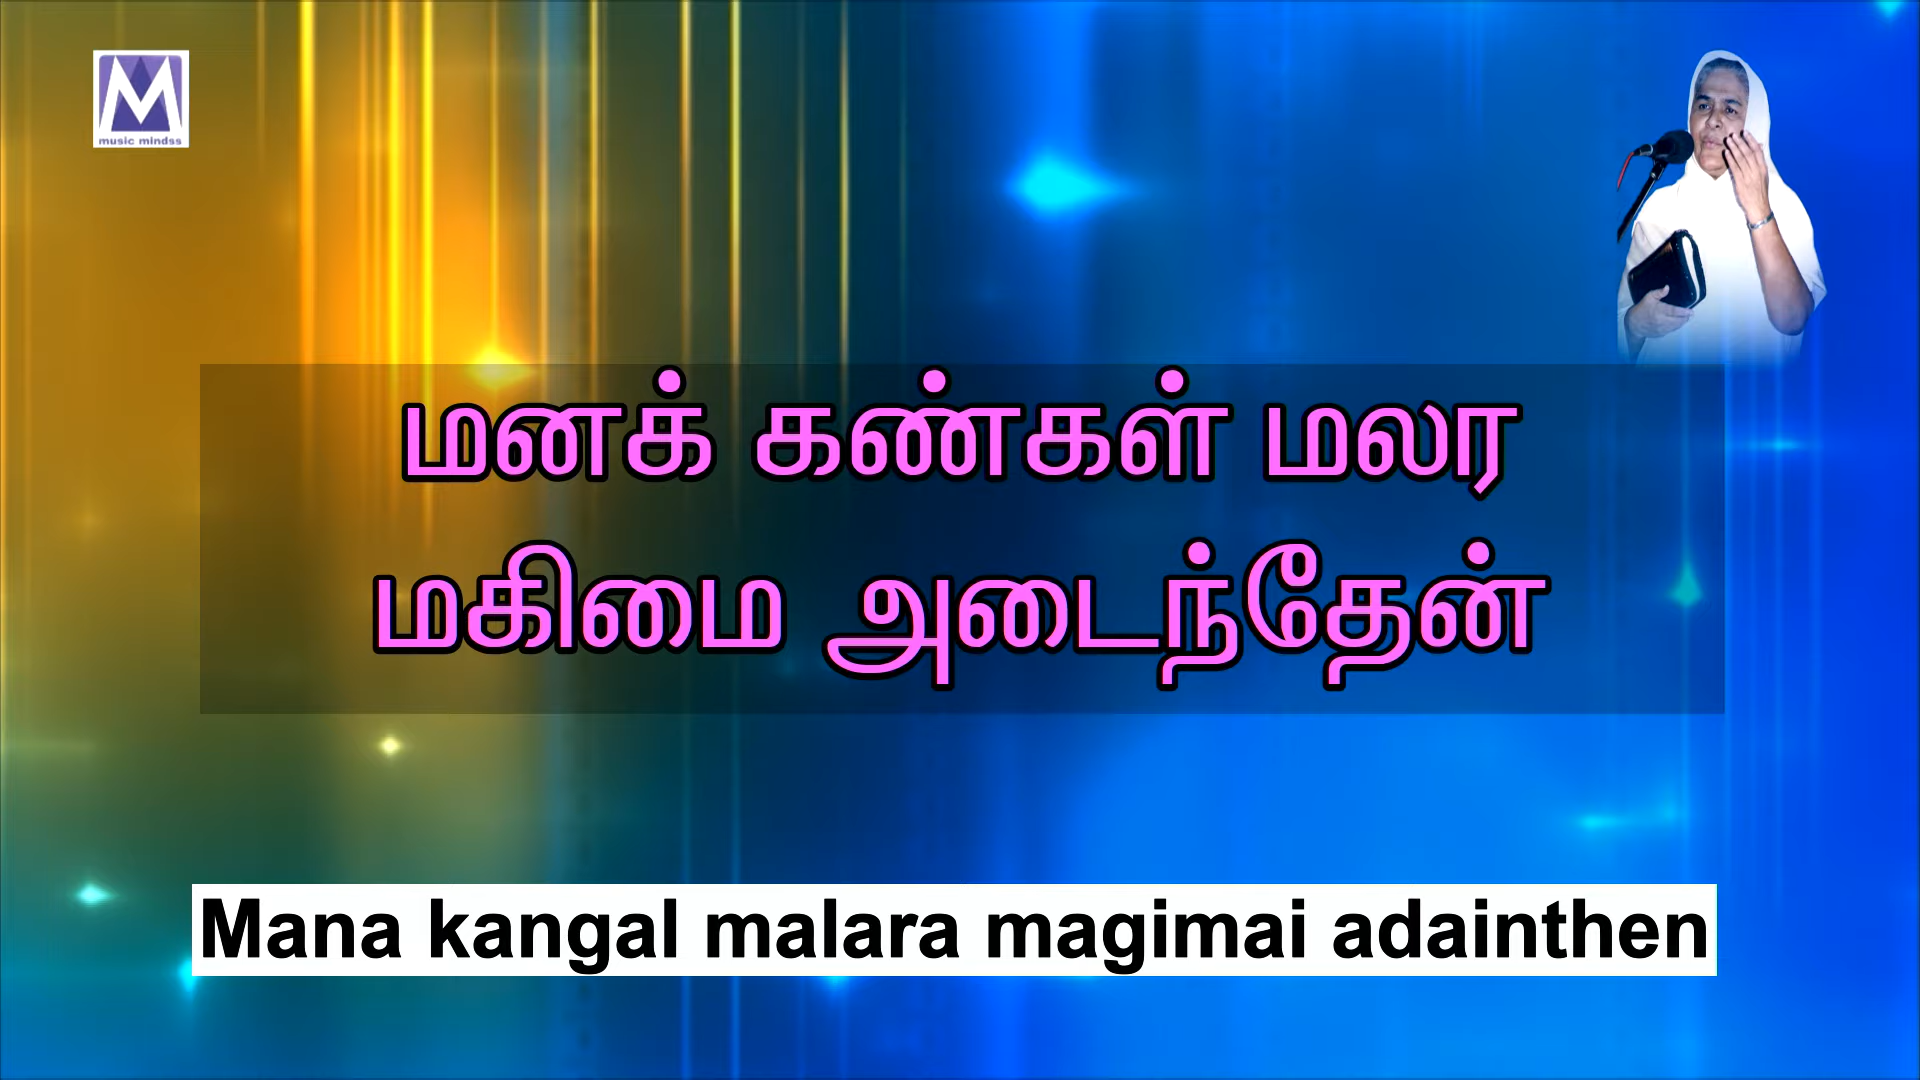 M
music mindss
மனக் கண்கள் மலர
மகிமை அடைந்தேன்
Mana kangal malara magimai adainthen